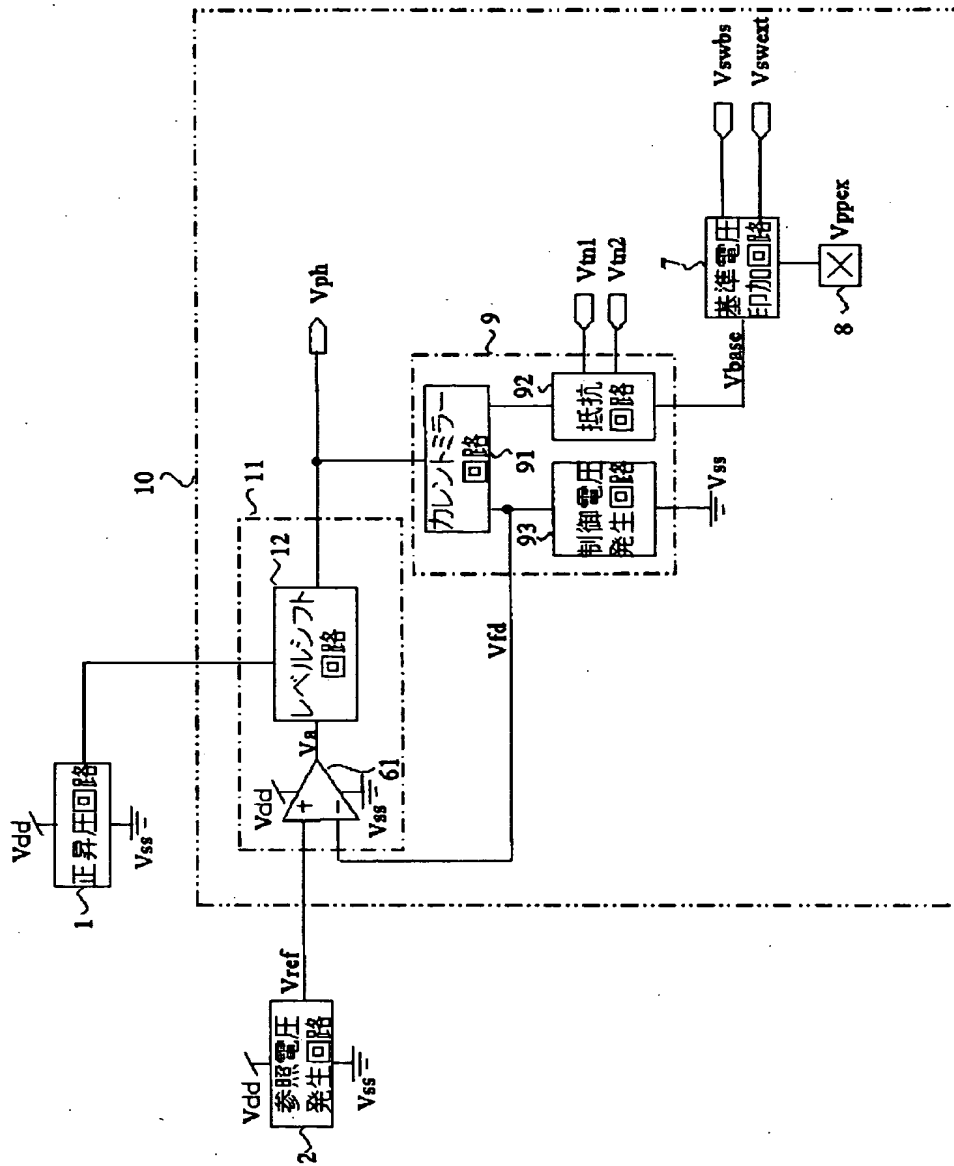 Vdd
正昇圧回路
Vss
1
10
11
12
レベルシフト
回路
Va
61
Vdd
+
−
Vss
Vref
Vdd
参照電圧
発生回路
Vss
2
Vph
Vfd
9
カレントミラー
回路
91
92
抵抗
回路
Vtn1
Vtn2
93
制御電圧
発生回路
Vss
Vbase
7
基準電圧
印加回路
Vswbs
Vswext
Vppex
8